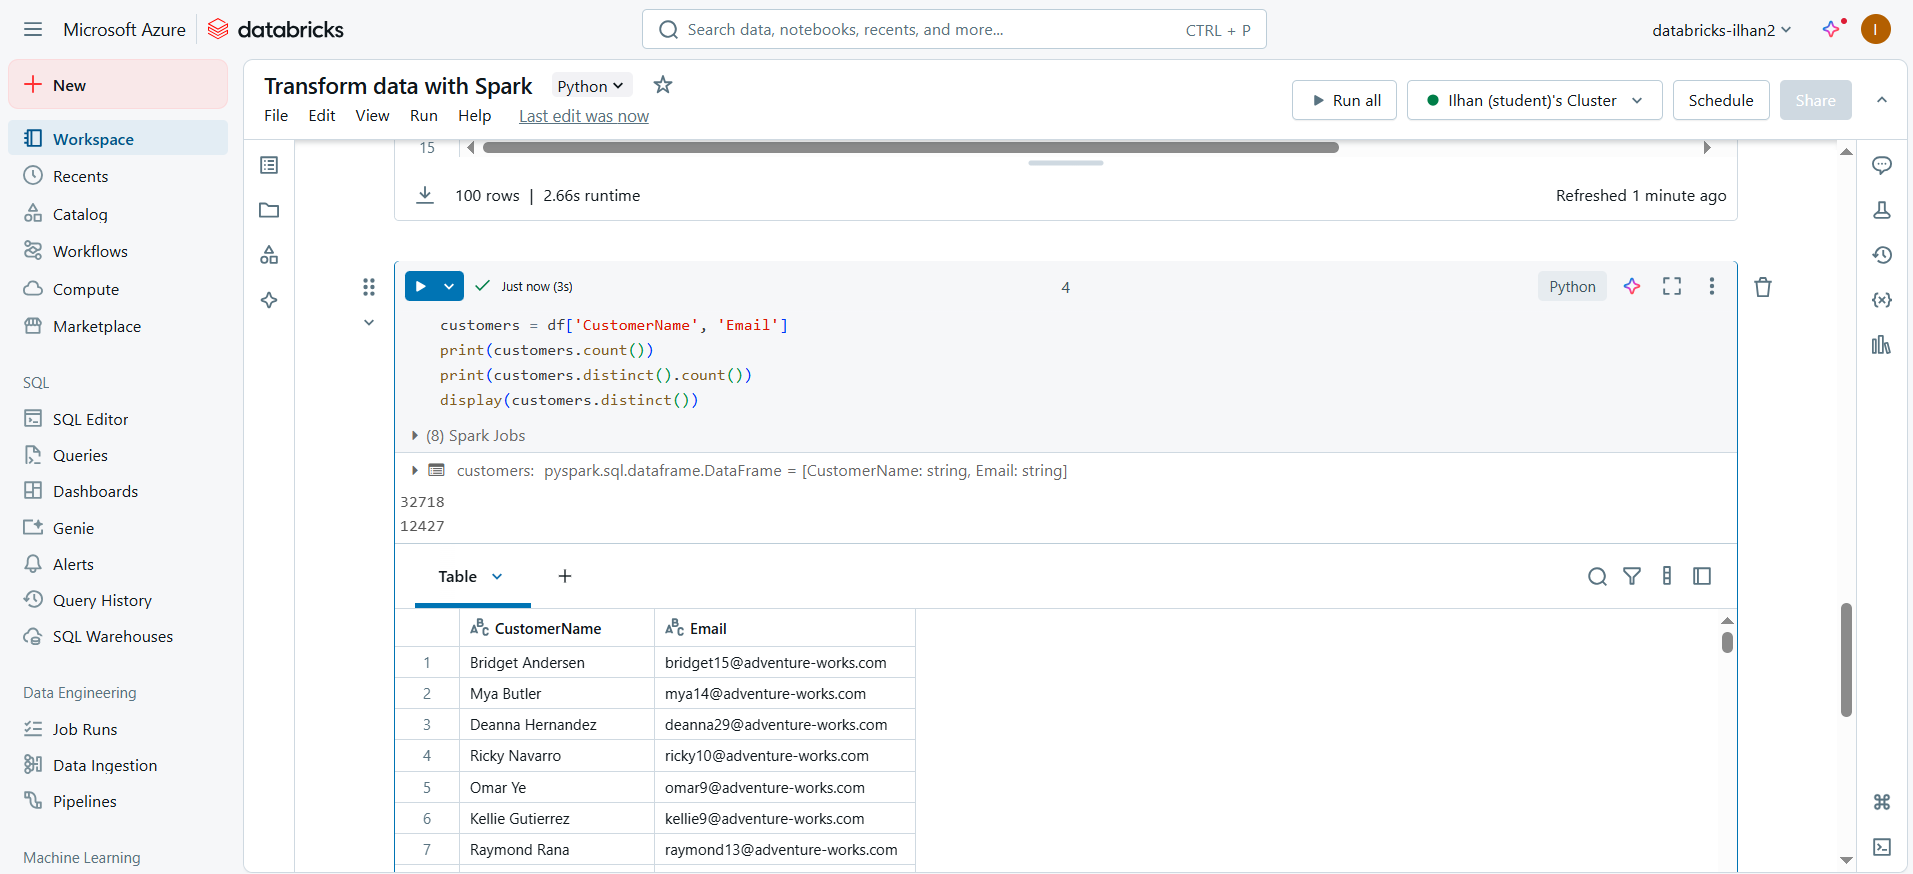 Microsoft Azure databricks
Search data, notebooks, recents, and more... CTRL + P
databricks-ilhan2
I
New
Workspace
Recents
Catalog
Workflows
Compute
Marketplace
SQL
SQL Editor
Queries
Dashboards
Genie
Alerts
Query History
SQL Warehouses
Data Engineering
Job Runs
Data Ingestion
Pipelines
Machine Learning
Transform data with Spark Python
File Edit View Run Help Last edit was now
Run all Ilhan (student)'s Cluster Schedule Share
15
100 rows | 2.66s runtime Refreshed 1 minute ago
Just now (3s) 4 Python
customers = df['CustomerName', 'Email']
print(customers.count())
print(customers.distinct().count())
display(customers.distinct())
(8) Spark Jobs
customers: pyspark.sql.dataframe.DataFrame = [CustomerName: string, Email: string]
32718
12427
Table +
ABC CustomerName ABC Email
1 Bridget Andersen bridget15@adventure-works.com
2 Mya Butler mya14@adventure-works.com
3 Deanna Hernandez deanna29@adventure-works.com
4 Ricky Navarro ricky10@adventure-works.com
5 Omar Ye omar9@adventure-works.com
6 Kellie Gutierrez kellie9@adventure-works.com
7 Raymond Rana raymond13@adventure-works.com